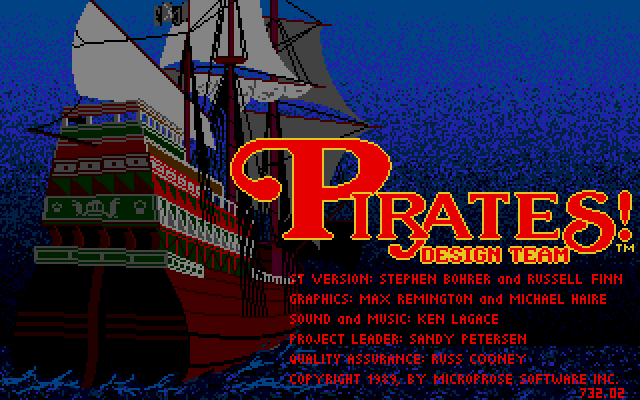 PIRATES!
TM
DESIGN TEAM
ST VERSION: STEPHEN BOHRER and RUSSELL FINN
GRAPHICS: MAX REMINGTON and MICHAEL HAIRE
SOUND and MUSIC: KEN LAGACE
PROJECT LEADER: SANDY PETERSEN
QUALITY ASSURANCE: RUSS COONEY
COPYRIGHT 1989, BY MICROPROSE SOFTWARE INC.
732.02